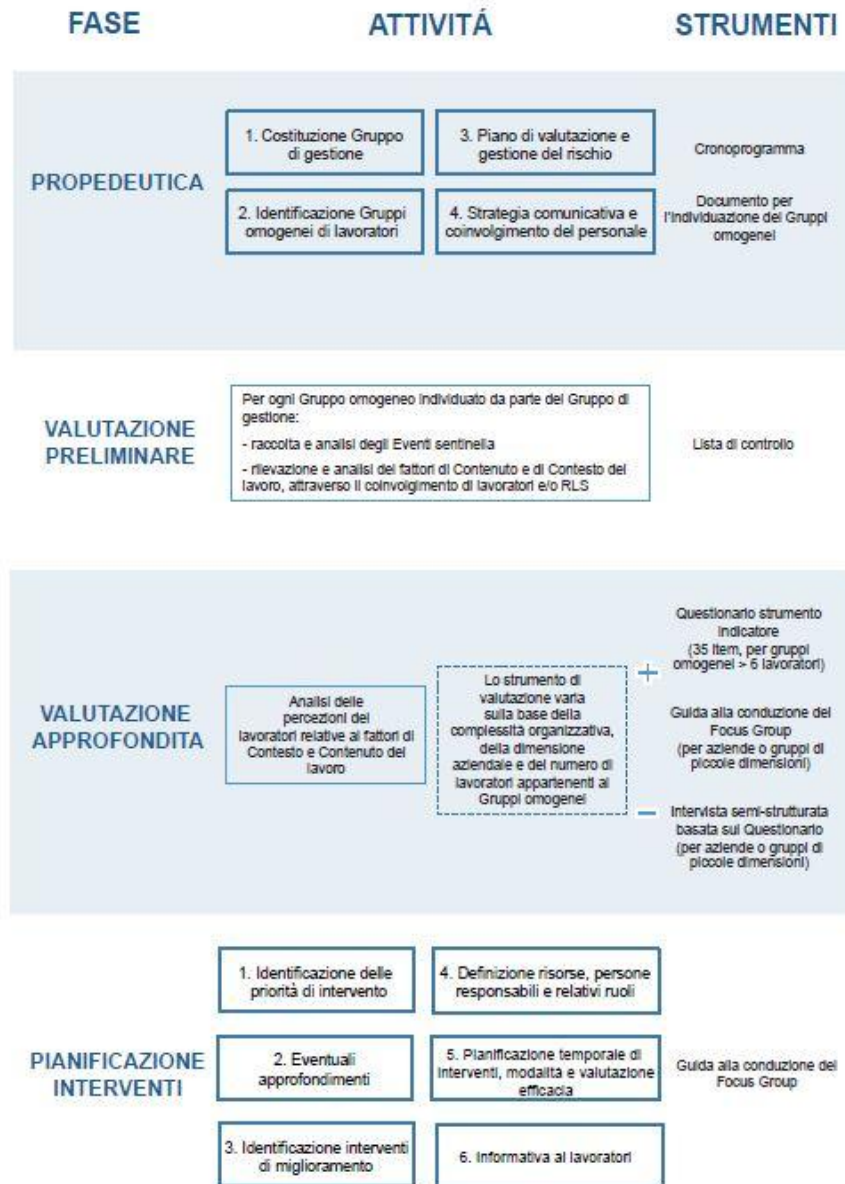 FASE
ATTIVITÁ
STRUMENTI
PROPEDEUTICA
1. Costituzione Gruppo
di gestione
3. Piano di valutazione e
gestione del rischio
2. Identificazione Gruppi
omogenei di lavoratori
4. Strategia comunicativa e
coinvolgimento del personale
Cronoprogramma
Documento per
l'individuazione dei Gruppi
omogenei
VALUTAZIONE
PRELIMINARE
Per ogni Gruppo omogeneo individuato da parte del Gruppo di
gestione:
- raccolta e analisi degli Eventi sentinella
- rilevazione e analisi dei fattori di Contenuto e di Contesto del
lavoro, attraverso il coinvolgimento di lavoratori e/o RLS
Lista di controllo
VALUTAZIONE
APPROFONDITA
Analisi delle
percezioni dei
lavoratori relative ai fattori di
Contesto e Contenuto del
lavoro
Lo strumento di
valutazione varia
sulla base della
complessità organizzativa,
della dimensione
aziendale e del numero di
lavoratori appartenenti ai
Gruppi omogenei
+
Questionario strumento
indicatore
(35 item, per gruppi
omogenei > 6 lavoratori)
Guida alla conduzione dei
Focus Group
(per aziende o gruppi di
piccole dimensioni)
–
Intervista semi-strutturata
basata sul Questionario
(per aziende o gruppi di
piccole dimensioni)
PIANIFICAZIONE
INTERVENTI
1. Identificazione delle
priorità di intervento
4. Definizione risorse, persone
responsabili e relativi ruoli
2. Eventuali
approfondimenti
5. Pianificazione temporale di
interventi, modalità e valutazione
efficacia
3. Identificazione interventi
di miglioramento
6. Informativa ai lavoratori
Guida alla conduzione dei
Focus Group